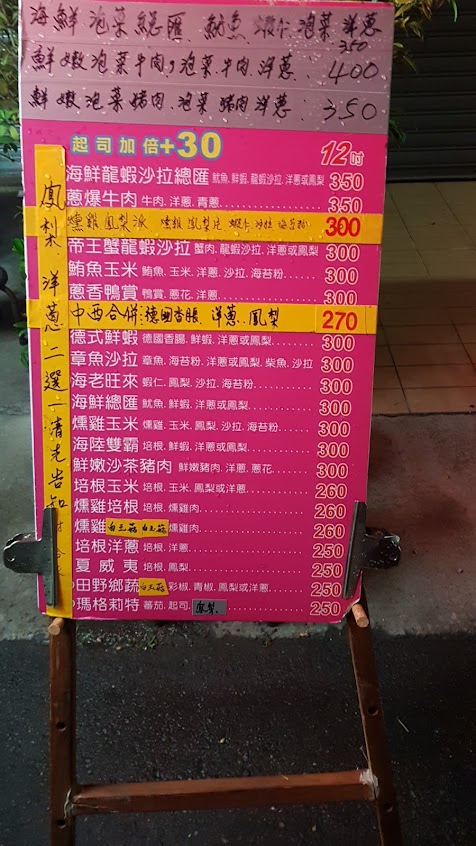 海鮮泡菜總匯、魷魚、蝦仁、泡菜、洋蔥 350
鮮嫩泡菜牛肉,泡菜、牛肉、洋蔥、400
鮮嫩泡菜豬肉、泡菜、豬肉、洋蔥、350
起司加倍+30 12吋
海鮮龍蝦沙拉總匯 魷魚.鮮蝦.龍蝦沙拉.洋蔥或鳳梨 350
蔥爆牛肉 牛肉.洋蔥.青蔥 350
燻雞鳳梨派 300
帝王蟹龍蝦沙拉 蟹肉.龍蝦沙拉.洋蔥或鳳梨 300
鮪魚玉米 鮪魚.玉米.洋蔥.沙拉.海苔粉 300
蔥香鴨賞 鴨賞.蔥花.洋蔥 300
中西合併:德國香腸、洋蔥、鳳梨 270
德式鮮蝦 德國香腸.鮮蝦.洋蔥或鳳梨 300
章魚沙拉 章魚.海苔粉.洋蔥或鳳梨.柴魚.沙拉 300
海老旺來 蝦仁.鳳梨.沙拉.海苔粉 300
海鮮總匯 魷魚.鮮蝦.洋蔥或鳳梨 300
燻雞玉米 燻雞.玉米.鳳梨.沙拉.海苔粉 300
海陸雙霸 培根.鮮蝦.洋蔥或鳳梨 300
鮮嫩沙茶豬肉 鮮嫩豬肉.洋蔥.蔥花 300
培根玉米 培根.玉米.鳳梨或洋蔥 260
燻雞培根 培根.燻雞肉 260
燻雞白玉菇 白玉菇.燻雞肉 260
培根洋蔥 培根.洋蔥 250
夏威夷 培根.鳳梨 250
田野鄉蔬 白玉菇.彩椒.青椒.鳳梨或洋蔥 250
瑪格莉特 蕃茄.起司.鳳梨 250
鳳梨、洋蔥二選一請先告知